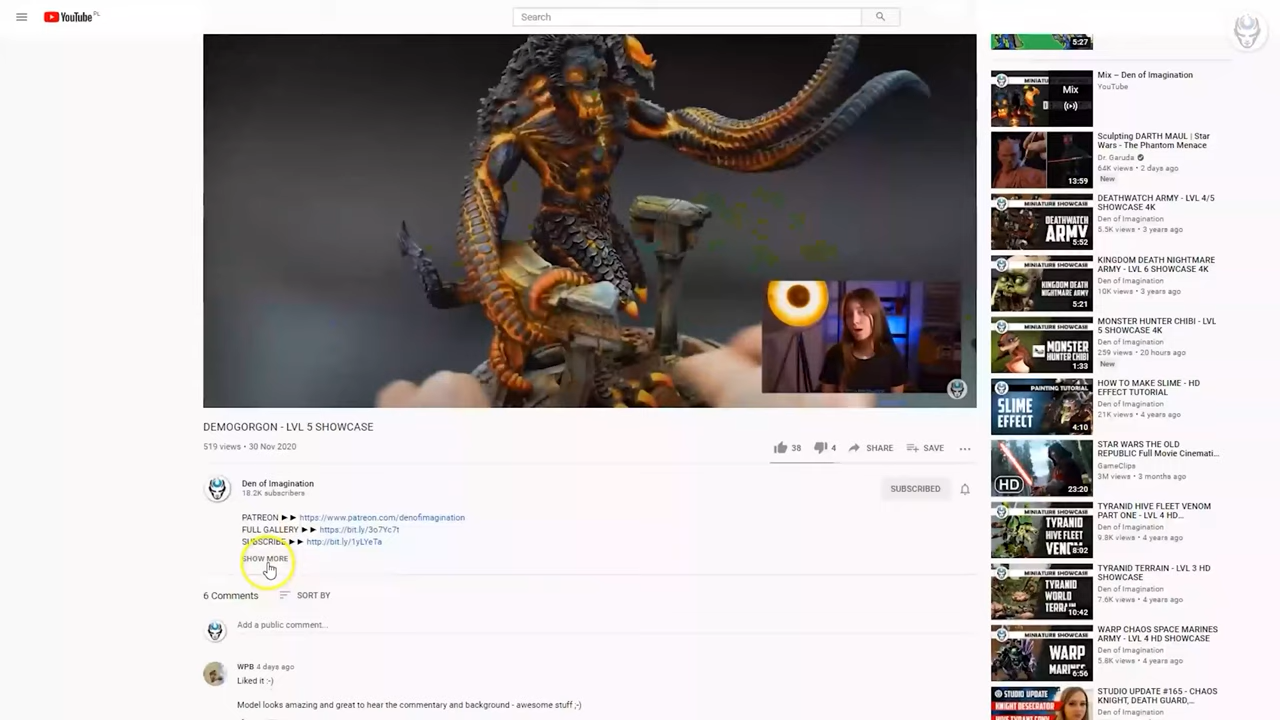 YouTube PL
Search
5:27
Mix
Mix – Den of Imagination
YouTube
Sculpting DARTH MAUL | Star
Wars - The Phantom Menace
Dr. Garuda
64K views • 2 days ago
New
13:59
MINIATURE SHOWCASE
DEATHWATCH
ARMY
5:52
DEATHWATCH ARMY - LVL 4/5
SHOWCASE 4K
Den of Imagination
5.5K views • 3 years ago
MINIATURE SHOWCASE
KINGDOM DEATH
NIGHTMARE
ARMY
5:21
KINGDOM DEATH NIGHTMARE
ARMY - LVL 6 SHOWCASE 4K
Den of Imagination
10K views • 3 years ago
MINIATURE SHOWCASE
MONSTER
HUNTER
CHIBI
1:33
MONSTER HUNTER CHIBI - LVL
5 SHOWCASE 4K
Den of Imagination
259 views • 20 hours ago
New
PAINTING TUTORIAL
SLIME
EFFECT
4:10
HOW TO MAKE SLIME - HD
EFFECT TUTORIAL
Den of Imagination
21K views • 4 years ago
HD
23:20
STAR WARS THE OLD
REPUBLIC Full Movie Cinemati...
GameClips
3M views • 3 months ago
MINIATURE SHOWCASE
TYRANID
HIVE FLEET
8:02
TYRANID HIVE FLEET VENOM
PART ONE - LVL 4 HD...
Den of Imagination
9.8K views • 4 years ago
MINIATURE SHOWCASE
TYRANID
WORLD
10:42
TYRANID TERRAIN - LVL 3 HD
SHOWCASE
Den of Imagination
7.6K views • 4 years ago
MINIATURE SHOWCASE
WARP
6:56
WARP CHAOS SPACE MARINES
ARMY - LVL 4 HD SHOWCASE
Den of Imagination
5.8K views • 4 years ago
STUDIO UPDATE
KNIGHT DESECRATOR
STUDIO UPDATE #165 - CHAOS
KNIGHT, DEATH GUARD,...
Den of Imagination
DEMOGORGON - LVL 5 SHOWCASE
519 views • 30 Nov 2020
38
4
SHARE
SAVE
Den of Imagination
18.2K subscribers
SUBSCRIBED
PATREON ►► https://www.patreon.com/denofimagination
FULL GALLERY ►► https://bit.ly/3o7Yc7t
SUBSCRIBE ►► http://bit.ly/1yLYeTa
SHOW MORE
6 Comments
SORT BY
Add a public comment...
WPB 4 days ago
Liked it :-)
Model looks amazing and great to hear the commentary and background - awesome stuff ;-)